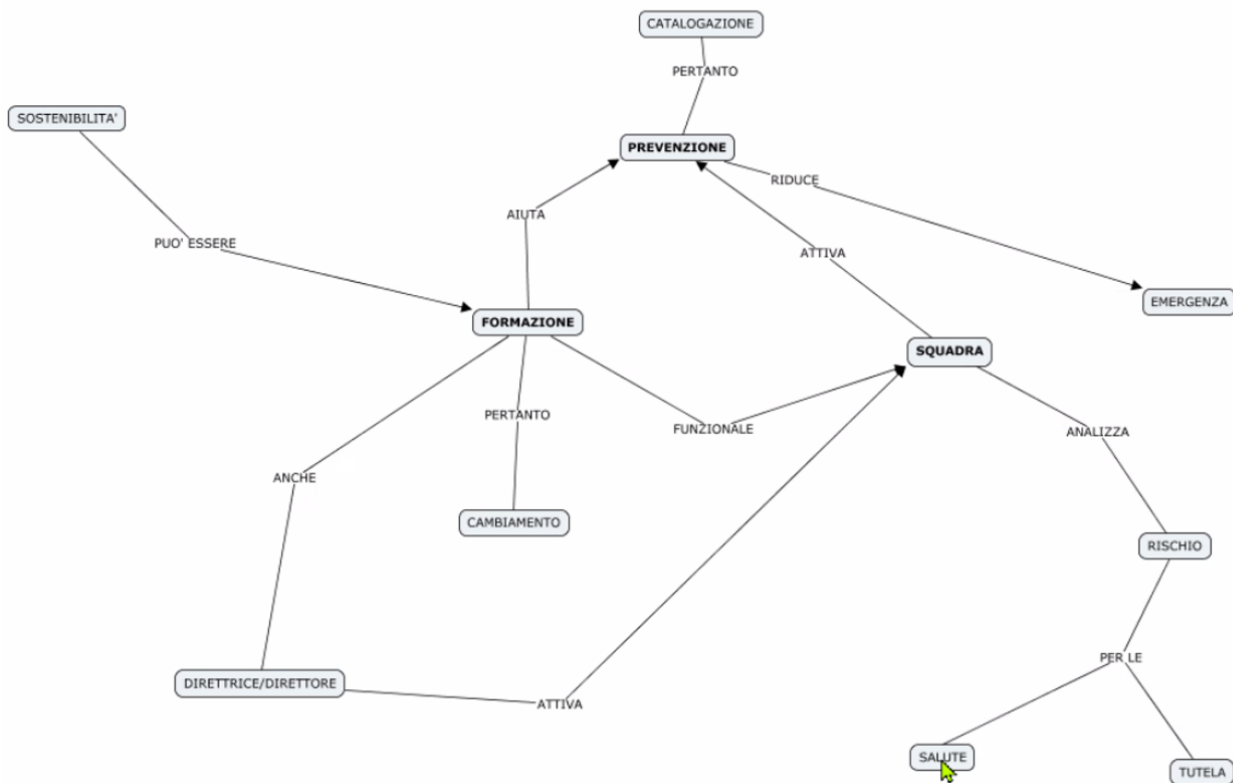 CATALOGAZIONE
PERTANTO
SOSTENIBILITA'
PREVENZIONE
RIDUCE
AIUTA
PUO' ESSERE
ATTIVA
EMERGENZA
FORMAZIONE
SQUADRA
PERTANTO
FUNZIONALE
ANALIZZA
ANCHE
CAMBIAMENTO
RISCHIO
PER LE
DIRETTRICE/DIRETTORE
ATTIVA
SALUTE
TUTELA